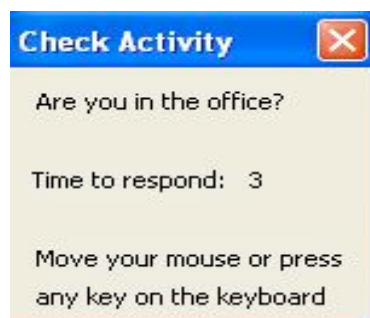 Check Activity
Are you in the office?
Time to respond: 3
Move your mouse or press
any key on the keyboard